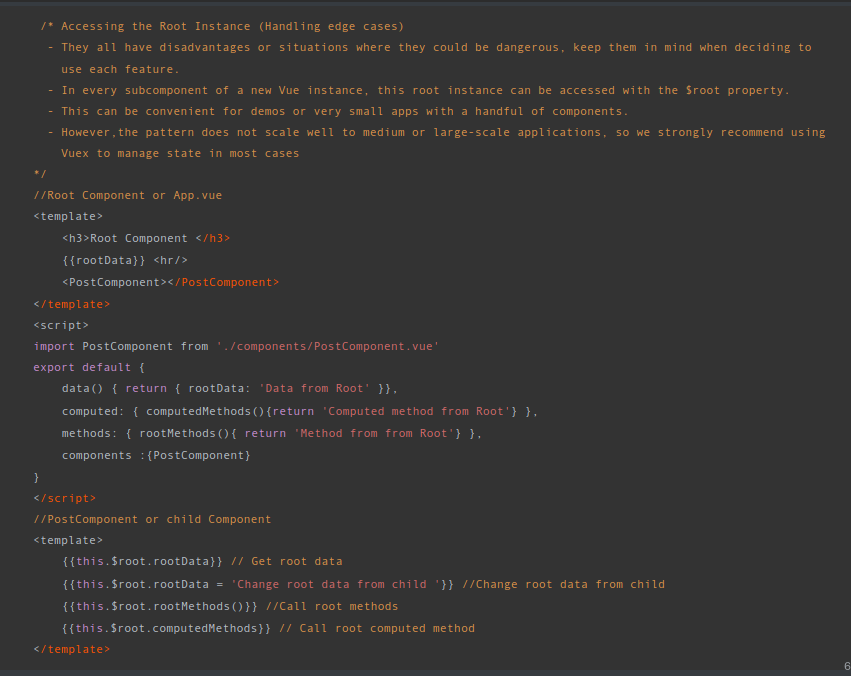 /* Accessing the Root Instance (Handling edge cases)
- They all have disadvantages or situations where they could be dangerous, keep them in mind when deciding to
use each feature.
- In every subcomponent of a new Vue instance, this root instance can be accessed with the $root property.
- This can be convenient for demos or very small apps with a handful of components.
- However,the pattern does not scale well to medium or large-scale applications, so we strongly recommend using
Vuex to manage state in most cases
*/
//Root Component or App.vue
<template>
<h3>Root Component </h3>
{{rootData}} <hr/>
<PostComponent></PostComponent>
</template>
<script>
import PostComponent from './components/PostComponent.vue'
export default {
data() { return { rootData: 'Data from Root' }},
computed: { computedMethods(){return 'Computed method from Root'} },
methods: { rootMethods(){ return 'Method from from Root'} },
components :{PostComponent}
}
</script>
//PostComponent or child Component
<template>
{{this.$root.rootData}} // Get root data
{{this.$root.rootData = 'Change root data from child '}} //Change root data from child
{{this.$root.rootMethods()}} //Call root methods
{{this.$root.computedMethods}} // Call root computed method
</template>
6